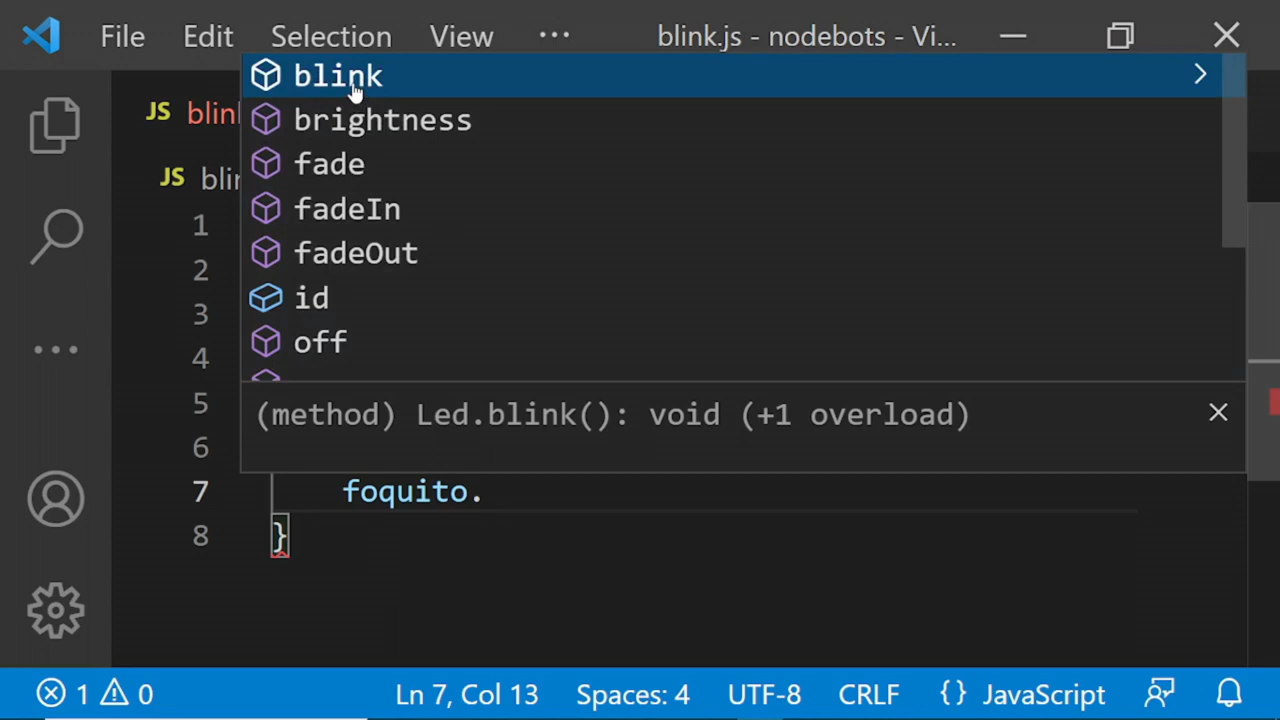 File Edit Selection View ··· blink.js - nodebots - Vi...
blink
JS
brightness
fade
JS
fadeIn
1
fadeOut
2
id
3
off
4
5 (method) Led.blink(): void (+1 overload)
6
7 foquito.
8 }
1 0 Ln 7, Col 13 Spaces: 4 UTF-8 CRLF {} JavaScript